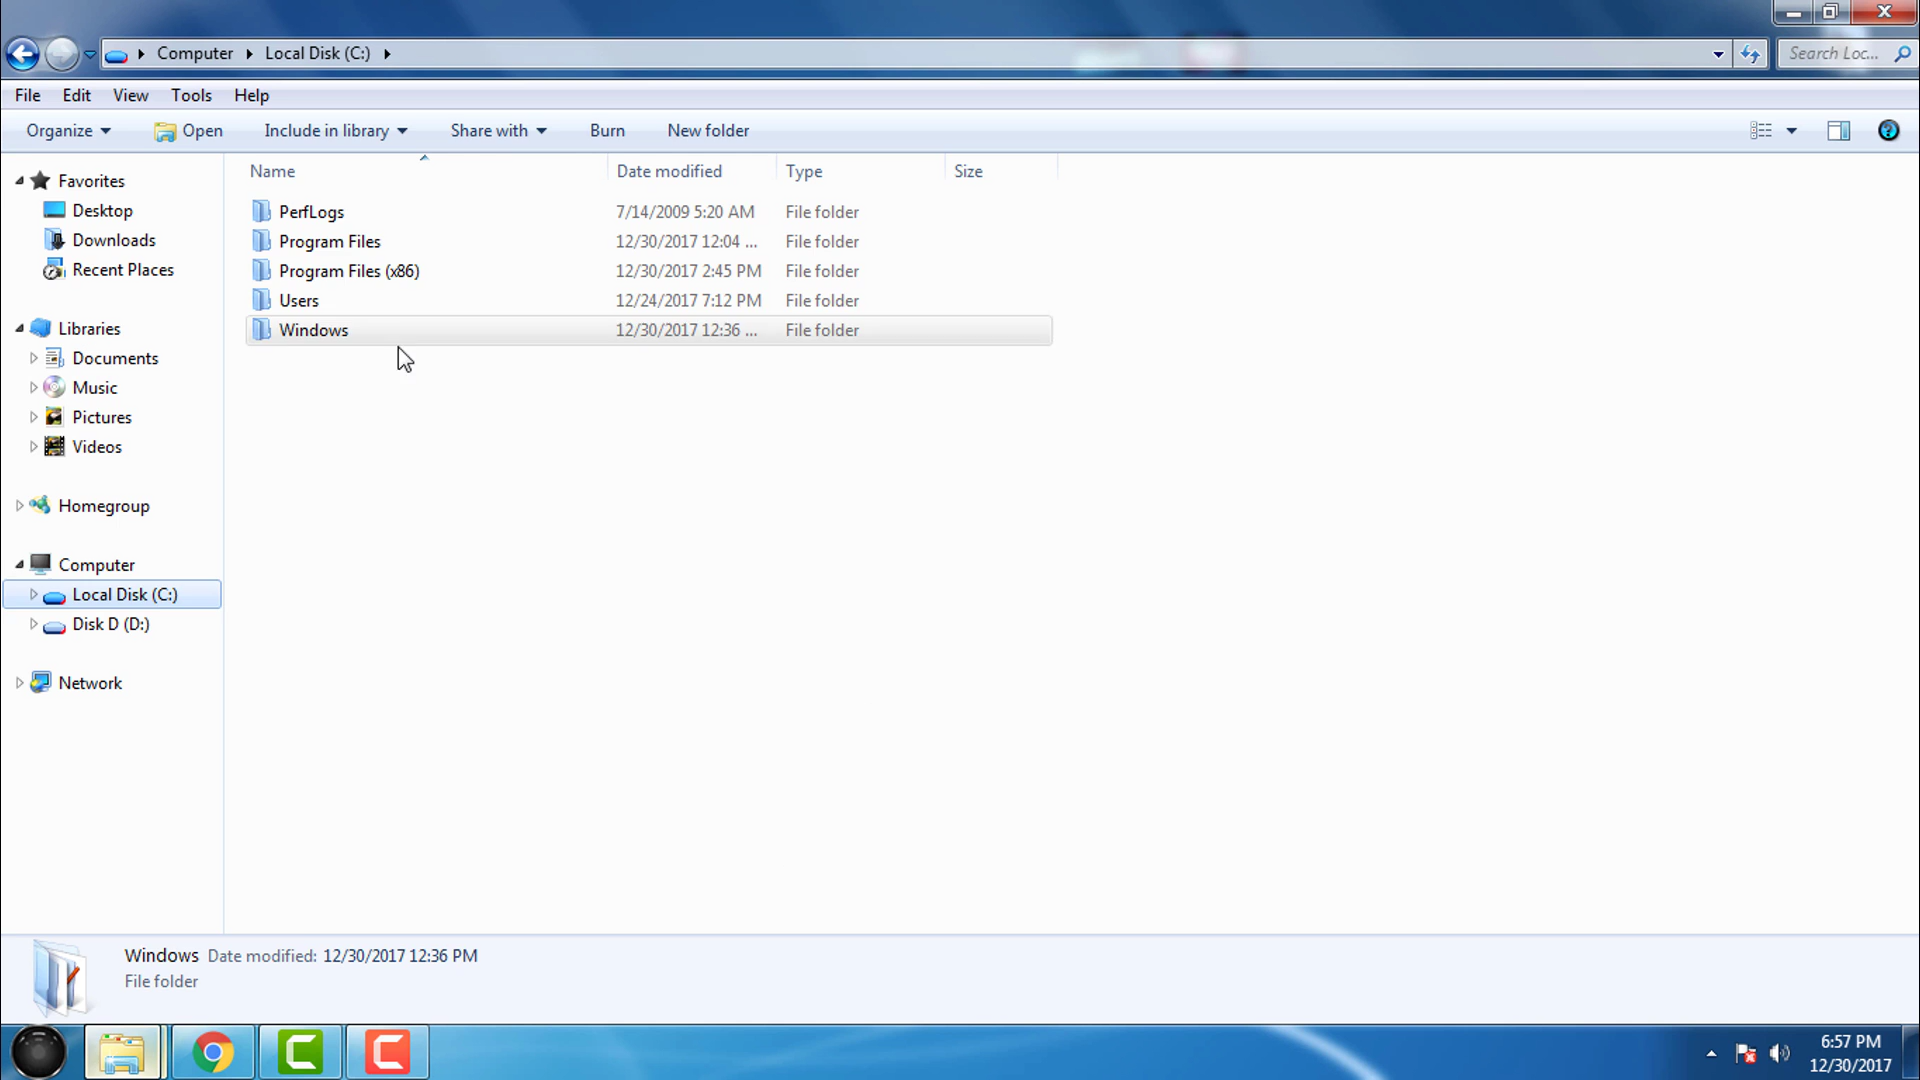 Computer Local Disk (C:)
Search Loc...
File Edit View Tools Help
Organize Open Include in library Share with Burn New folder
Name Date modified Type Size
Favorites
Desktop
Downloads
Recent Places
Libraries
Documents
Music
Pictures
Videos
Homegroup
Computer
Local Disk (C:)
Disk D (D:)
Network
PerfLogs 7/14/2009 5:20 AM File folder
Program Files 12/30/2017 12:04 ... File folder
Program Files (x86) 12/30/2017 2:45 PM File folder
Users 12/24/2017 7:12 PM File folder
Windows 12/30/2017 12:36 ... File folder
Windows Date modified: 12/30/2017 12:36 PM
File folder
6:57 PM
12/30/2017